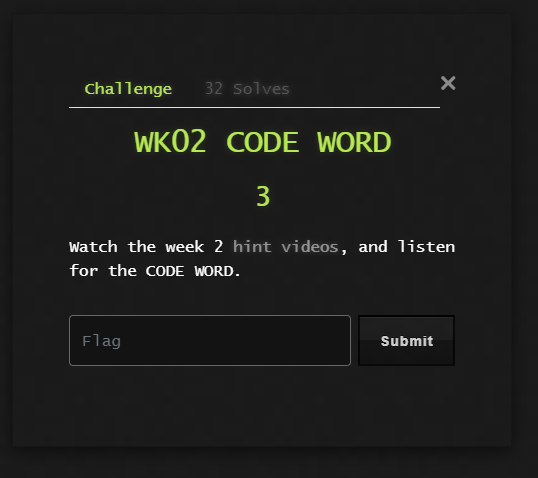 Challenge 32 Solves ×
WK02 CODE WORD
3
Watch the week 2 hint videos, and listen
for the CODE WORD.
Flag Submit